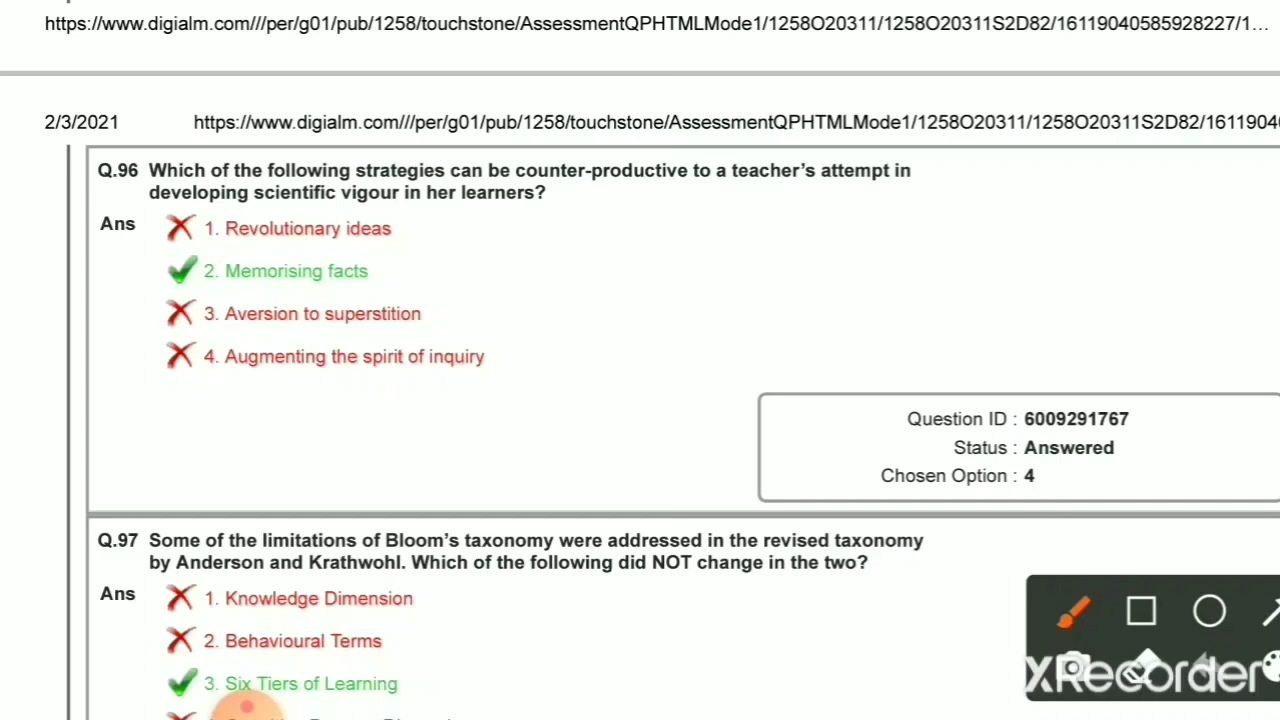 https://www.digialm.com///per/g01/pub/1258/touchstone/AssessmentQPHTMLMode1/1258O20311/1258O20311S2D82/16119040585928227/1...
2/3/2021 https://www.digialm.com///per/g01/pub/1258/touchstone/AssessmentQPHTMLMode1/1258O20311/1258O20311S2D82/1611904
Q.96 Which of the following strategies can be counter-productive to a teacher's attempt in
developing scientific vigour in her learners?
Ans 1. Revolutionary ideas
2. Memorising facts
3. Aversion to superstition
4. Augmenting the spirit of inquiry
Question ID : 6009291767
Status : Answered
Chosen Option : 4
Q.97 Some of the limitations of Bloom's taxonomy were addressed in the revised taxonomy
by Anderson and Krathwohl. Which of the following did NOT change in the two?
Ans 1. Knowledge Dimension
2. Behavioural Terms
3. Six Tiers of Learning
XRecorder